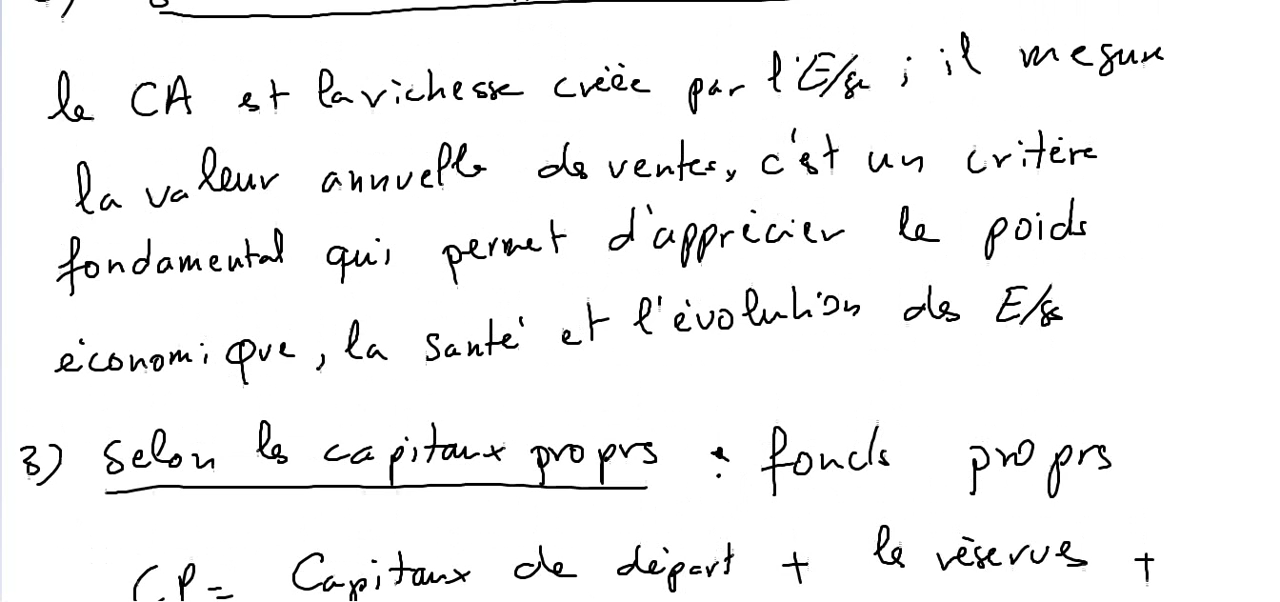 le CA est la richesse créée par l'E/se ; il mesure
la valeur annuelle des ventes, c'est un critère
fondamental qui permet d'apprécier le poids
économique, la santé et l'évolution des E/ses
3) Selon les capitaux propres : fonds propres
CP = Capitaux de départ + les réserves +